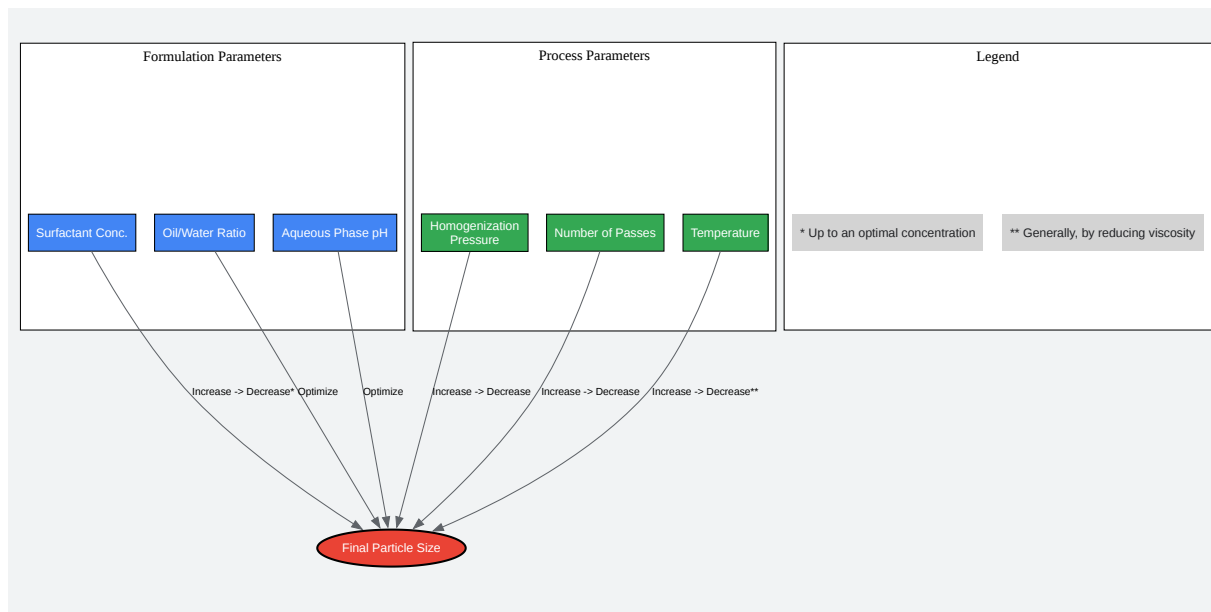 Formulation Parameters
Process Parameters
Legend
Surfactant Conc.
Oil/Water Ratio
Aqueous Phase pH
Homogenization
Pressure
Number of Passes
Temperature
* Up to an optimal concentration
** Generally, by reducing viscosity
Increase -> Decrease*
Optimize
Optimize
Increase -> Decrease
Increase -> Decrease
Increase -> Decrease**
Final Particle Size